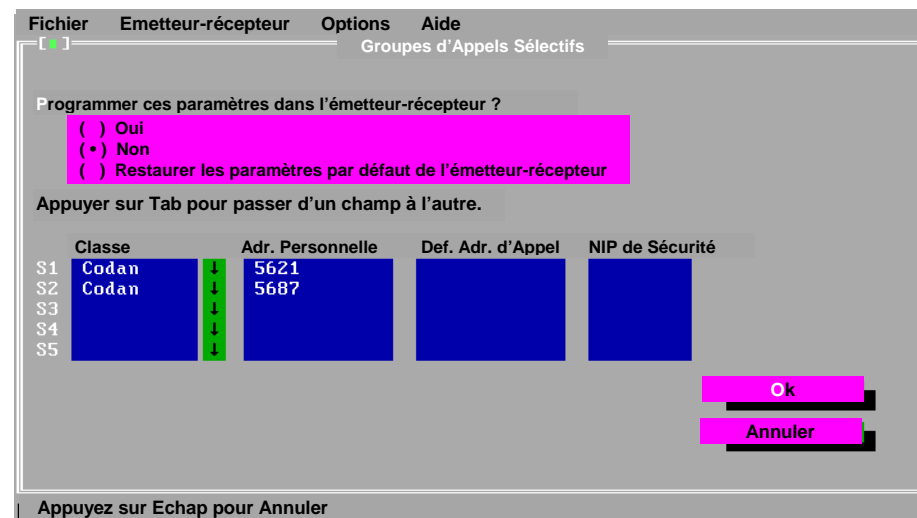 Fichier Emetteur-récepteur Options Aide
[▪] Groupes d'Appels Sélectifs
Programmer ces paramètres dans l'émetteur-récepteur ?
( ) Oui
(•) Non
( ) Restaurer les paramètres par défaut de l'émetteur-récepteur
Appuyer sur Tab pour passer d'un champ à l'autre.
Classe Adr. Personnelle Def. Adr. d'Appel NIP de Sécurité
S1 Codan ↓ 5621
S2 Codan ↓ 5687
S3 ↓
S4 ↓
S5 ↓
Ok
Annuler
Appuyez sur Echap pour Annuler